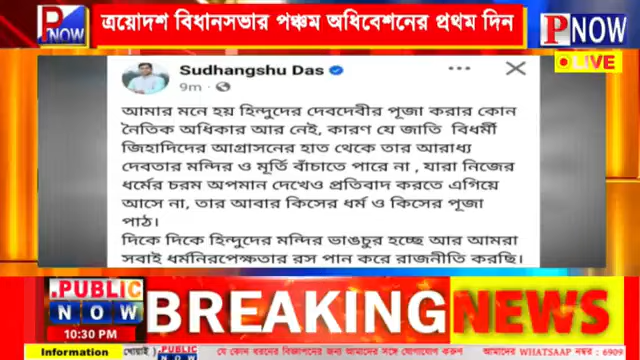 P NOW
ত্রয়োদশ বিধানসভার পঞ্চম অধিবেশনের প্রথম দিন
P NOW
LIVE
Sudhangshu Das
9m
আমার মনে হয় হিন্দুদের দেবদেবীর পূজা করার কোন
নৈতিক অধিকার আর নেই, কারণ যে জাতি বিধর্মী
জিহাদিদের আগ্রাসনের হাত থেকে তার আরাধ্য
দেবতার মন্দির ও মূর্তি বাঁচাতে পারে না , যারা নিজের
ধর্মের চরম অপমান দেখেও প্রতিবাদ করতে এগিয়ে
আসে না, তার আবার কিসের ধর্ম ও কিসের পূজা
পাঠ।
দিকে দিকে হিন্দুদের মন্দির ভাঙচুর হচ্ছে আর আমরা
সবাই ধর্মনিরপেক্ষতার রস পান করে রাজনীতি করছি।
PUBLIC
NOW
10:30 PM
BREAKING NEWS
Information
খোয়াই)
PUBLIC NOW
যে কোন ধরনের বিজ্ঞাপনের জন্য আমাদের সঙ্গে যোগাযোগ করুন
আমাদের WHATSAAP নম্বর : 6909